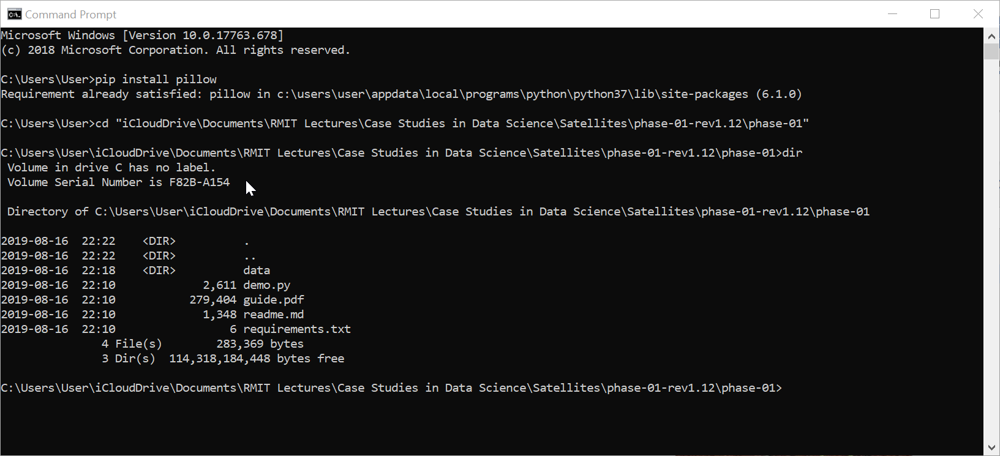 Command Prompt
Microsoft Windows [Version 10.0.17763.678]
(c) 2018 Microsoft Corporation. All rights reserved.
C:\Users\User>pip install pillow
Requirement already satisfied: pillow in c:\users\user\appdata\local\programs\python\python37\lib\site-packages (6.1.0)
C:\Users\User>cd "iCloudDrive\Documents\RMIT Lectures\Case Studies in Data Science\Satellites\phase-01-rev1.12\phase-01"
C:\Users\User\iCloudDrive\Documents\RMIT Lectures\Case Studies in Data Science\Satellites\phase-01-rev1.12\phase-01>dir
 Volume in drive C has no label.
 Volume Serial Number is F82B-A154
 Directory of C:\Users\User\iCloudDrive\Documents\RMIT Lectures\Case Studies in Data Science\Satellites\phase-01-rev1.12\phase-01
2019-08-16  22:22    <DIR>          .
2019-08-16  22:22    <DIR>          ..
2019-08-16  22:18    <DIR>          data
2019-08-16  22:10             2,611 demo.py
2019-08-16  22:10           279,404 guide.pdf
2019-08-16  22:10             1,348 readme.md
2019-08-16  22:10                 6 requirements.txt
               4 File(s)        283,369 bytes
               3 Dir(s)  114,318,184,448 bytes free
C:\Users\User\iCloudDrive\Documents\RMIT Lectures\Case Studies in Data Science\Satellites\phase-01-rev1.12\phase-01>